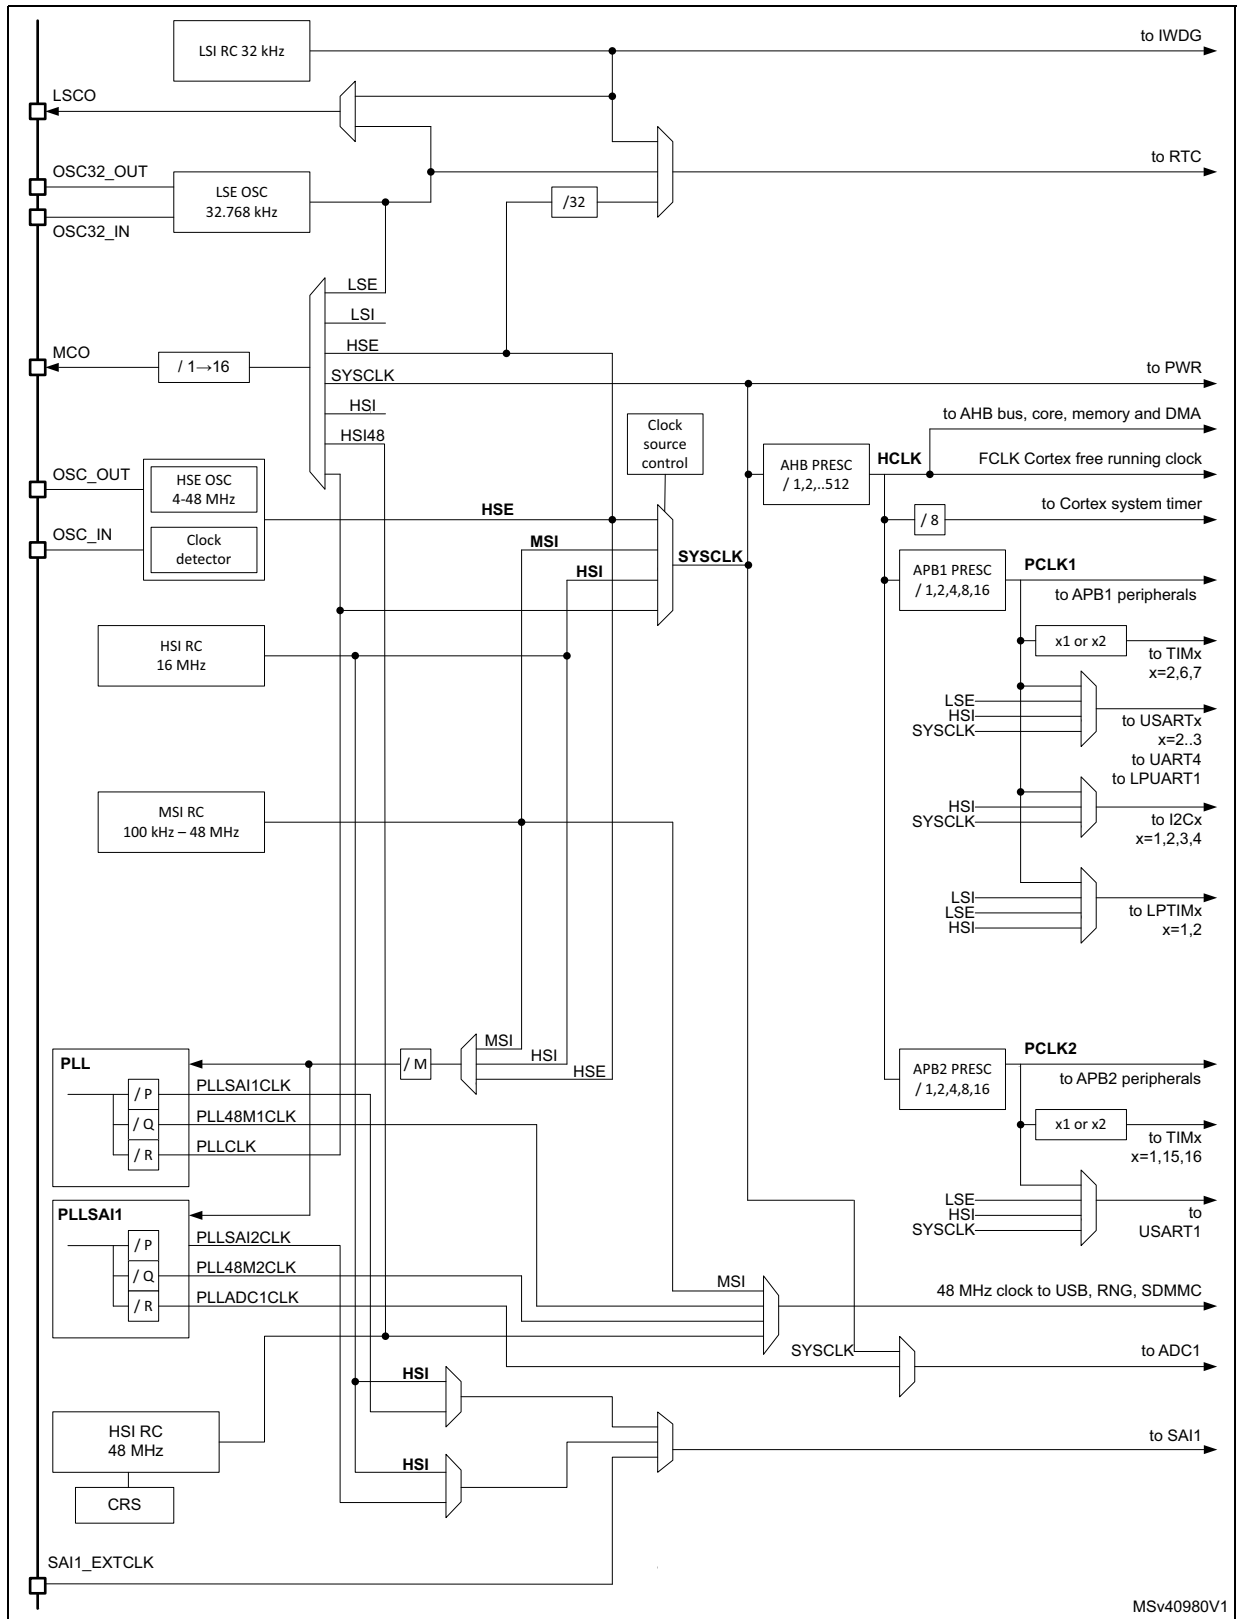 LSI RC 32 kHz
to IWDG
LSCO
OSC32_OUT
to RTC
LSE OSC
32.768 kHz
/32
OSC32_IN
LSE
LSI
MCO
HSE
/ 1→16
to PWR
SYSCLK
HSI
to AHB bus, core, memory and DMA
HSI48
Clock
source
control
OSC_OUT
HSE OSC
4-48 MHz
AHB PRESC
/ 1,2,..512
HCLK
FCLK Cortex free running clock
HSE
to Cortex system timer
/ 8
OSC_IN
Clock
detector
MSI
SYSCLK
HSI
APB1 PRESC
/ 1,2,4,8,16
PCLK1
to APB1 peripherals
HSI RC
16 MHz
x1 or x2
to TIMx
x=2,6,7
LSE
HSI
SYSCLK
to USARTx
x=2..3
to UART4
to LPUART1
MSI RC
100 kHz – 48 MHz
HSI
SYSCLK
to I2Cx
x=1,2,3,4
LSI
LSE
HSI
to LPTIMx
x=1,2
MSI
HSI
HSE
/ M
PLL
/ P
PLLSAI1CLK
/ Q
PLL48M1CLK
/ R
PLLCLK
APB2 PRESC
/ 1,2,4,8,16
PCLK2
to APB2 peripherals
x1 or x2
to TIMx
x=1,15,16
LSE
HSI
SYSCLK
to
USART1
PLLSAI1
/ P
PLLSAI2CLK
/ Q
PLL48M2CLK
/ R
PLLADC1CLK
MSI
48 MHz clock to USB, RNG, SDMMC
SYSCLK
to ADC1
HSI
HSI RC
48 MHz
to SAI1
HSI
CRS
SAI1_EXTCLK
MSv40980V1